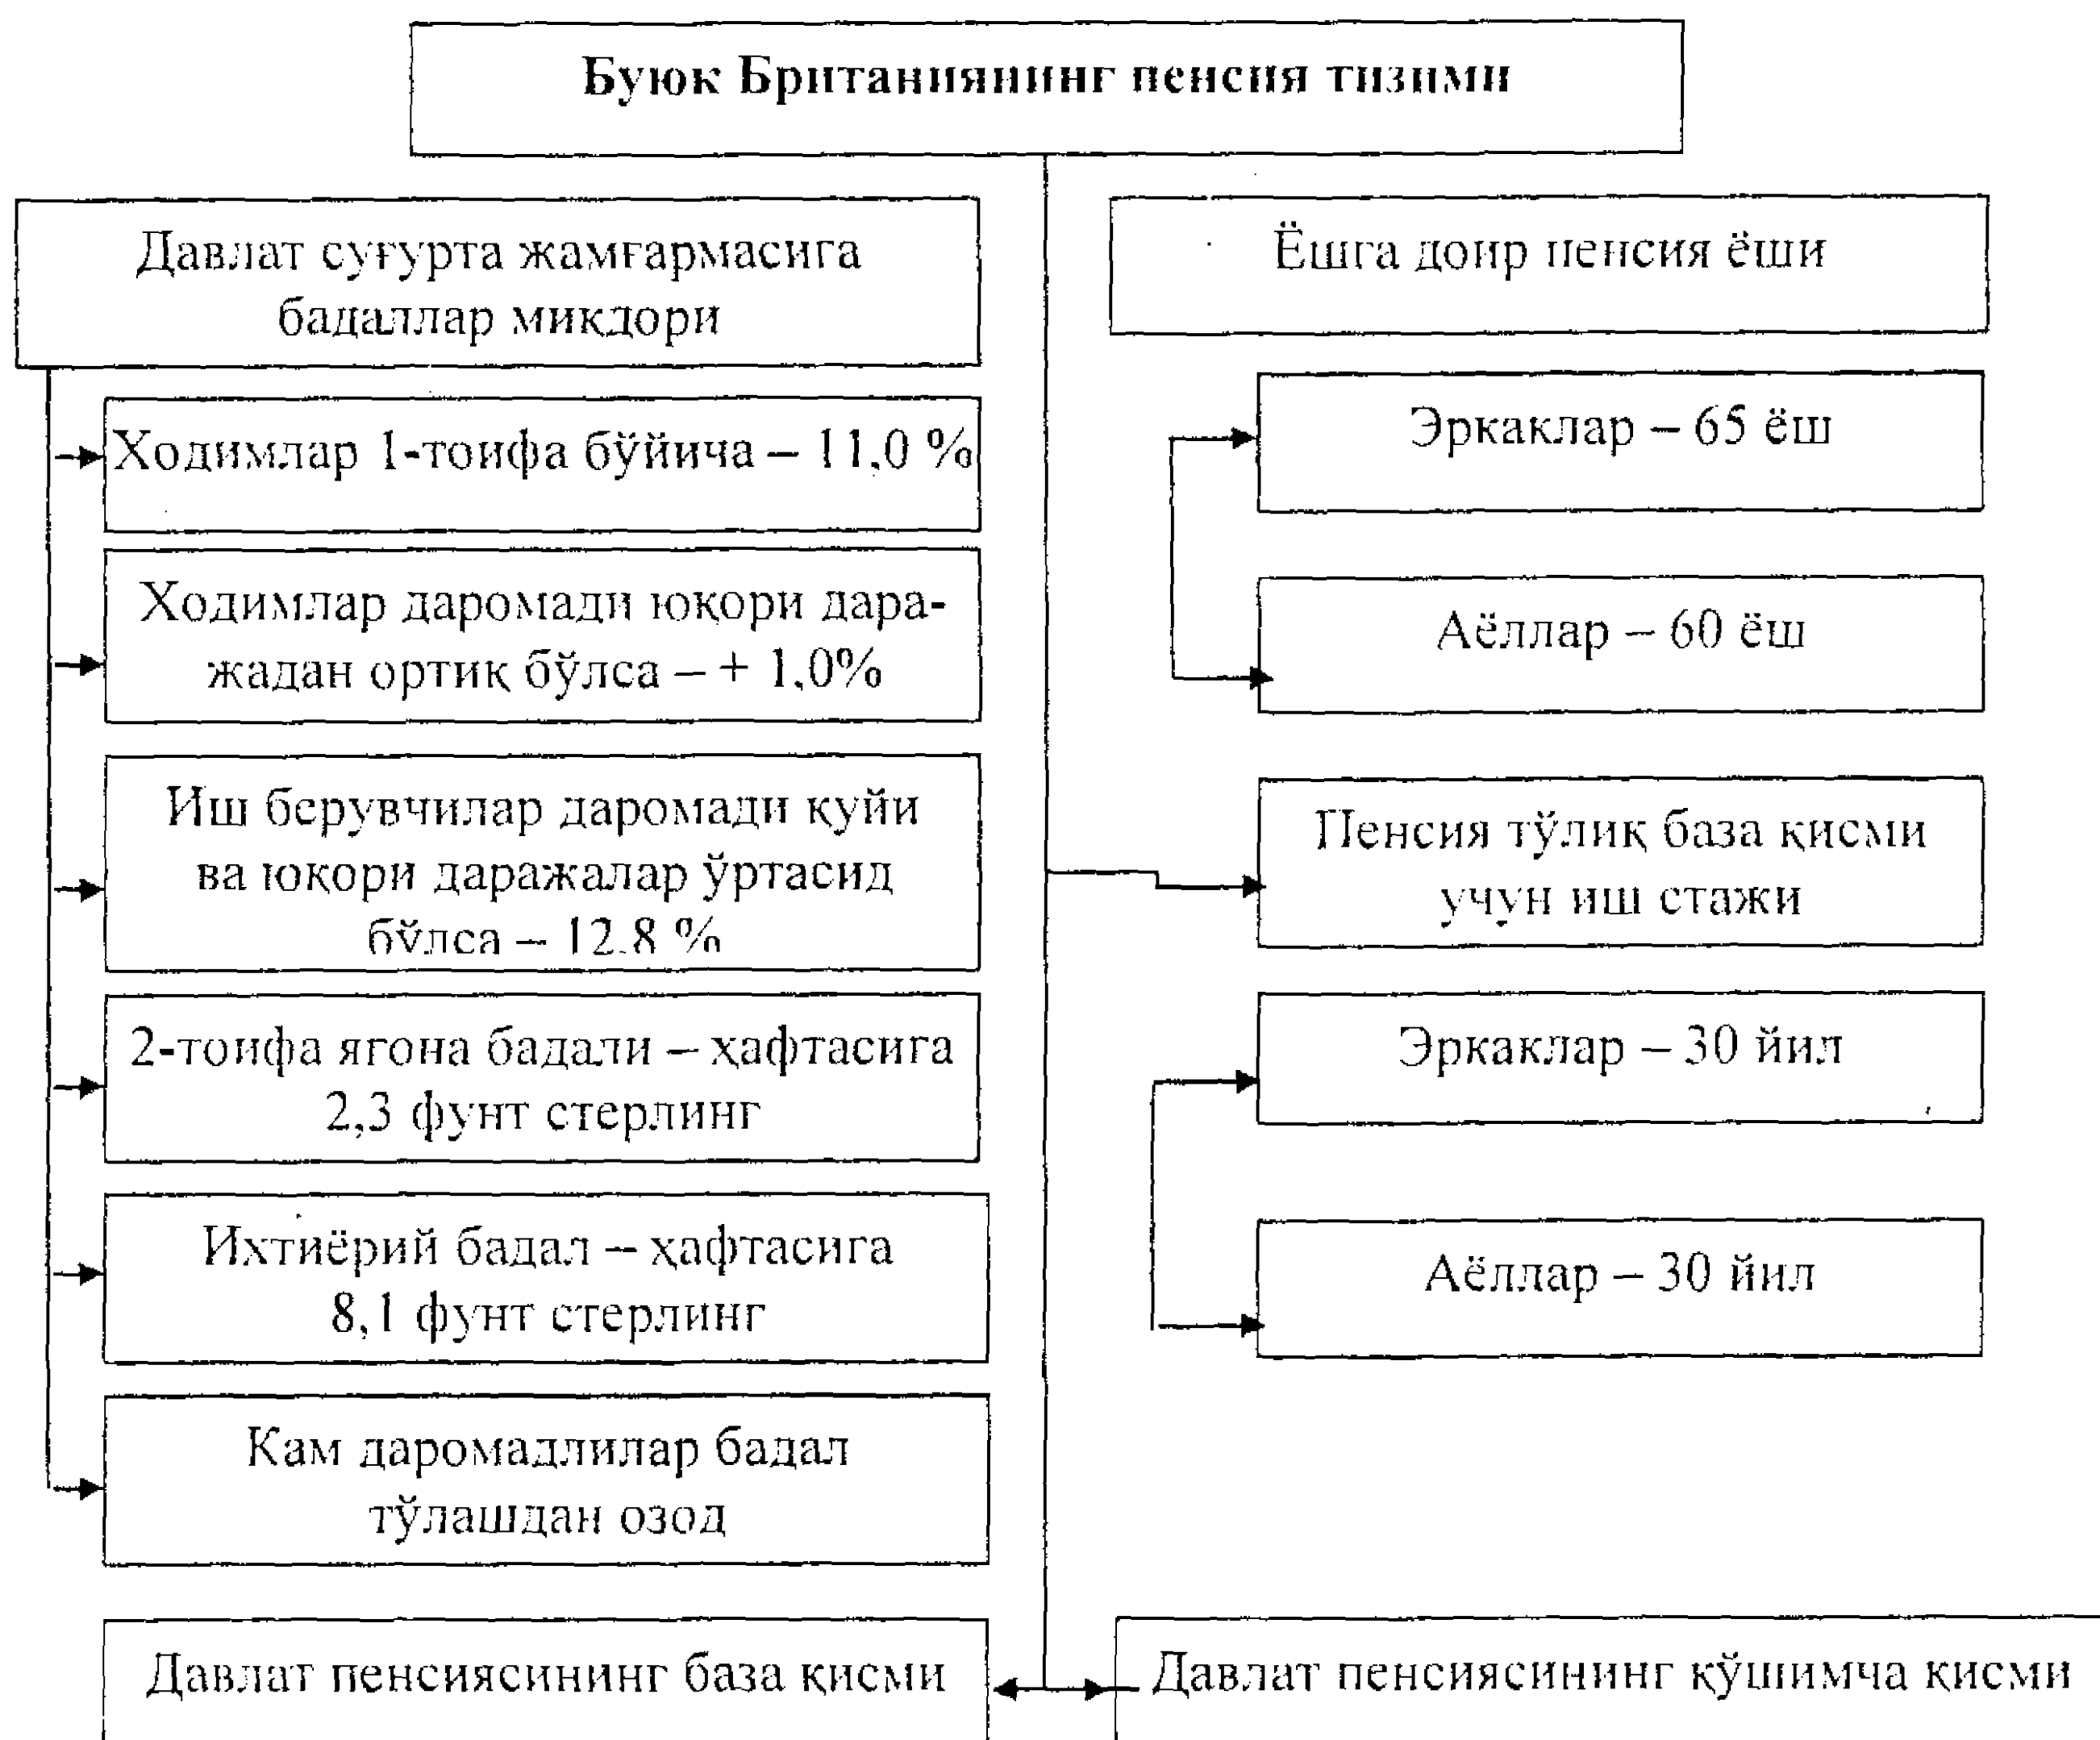 Буюк Британиянинг пенсия тизими
Давлат суғурта жамғармасига
бадаллар миқдори
Ходимлар 1-тоифа бўйича – 11,0 %
Ходимлар даромади юқори дара-
жадан ортиқ бўлса – + 1,0%
Иш берувчилар даромади қуйи
ва юқори даражалар ўртасид
бўлса – 12.8 %
2-тоифа ягона бадали – ҳафтасига
2,3 фунт стерлинг
Ихтиёрий бадал – ҳафтасига
8,1 фунт стерлинг
Кам даромадлилар бадал
тўлашдан озод
Давлат пенсиясининг база қисми
Ёшга доир пенсия ёши
Эркаклар – 65 ёш
Аёллар – 60 ёш
Пенсия тўлиқ база қисми
учун иш стажи
Эркаклар – 30 йил
Аёллар – 30 йил
Давлат пенсиясининг қўшимча қисми